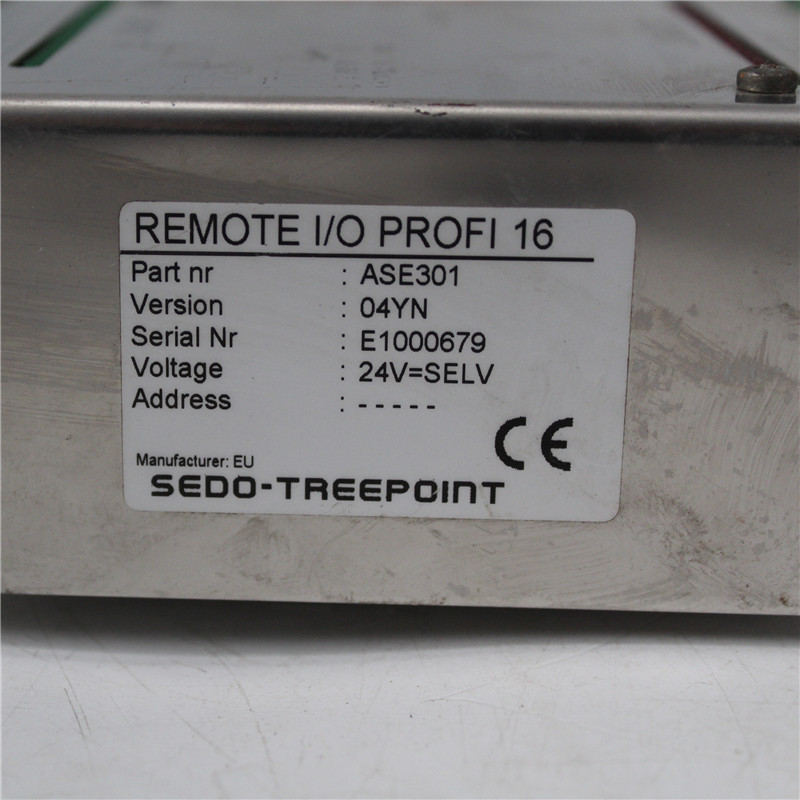 REMOTE I/O PROFI 16
Part nr : ASE301
Version : 04YN
Serial Nr : E1000679
Voltage : 24V=SELV
Address : - - - - -
CE
Manufacturer: EU
SEDO-TREEPOINT